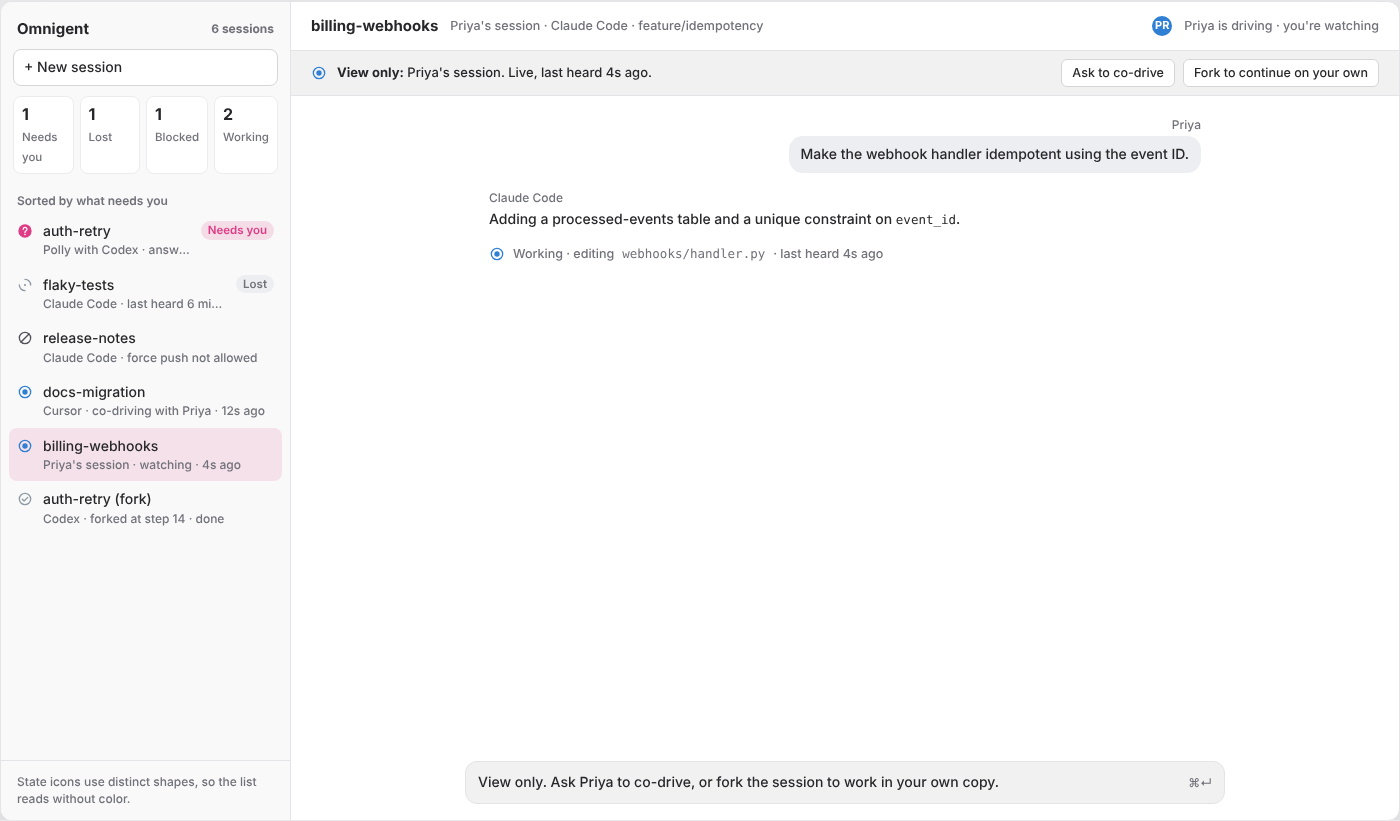 Omnigent
6 sessions
+ New session
1
Needs
you
1
Lost
1
Blocked
2
Working
Sorted by what needs you
?
auth-retry
Needs you
Polly with Codex · answ…
flaky-tests
Lost
Claude Code · last heard 6 mi…
release-notes
Claude Code · force push not allowed
docs-migration
Cursor · co-driving with Priya · 12s ago
billing-webhooks
Priya's session · watching · 4s ago
auth-retry (fork)
Codex · forked at step 14 · done
State icons use distinct shapes, so the list
reads without color.
billing-webhooks
Priya's session · Claude Code · feature/idempotency
PR
Priya is driving · you're watching
View only: Priya's session. Live, last heard 4s ago.
Ask to co-drive
Fork to continue on your own
Priya
Make the webhook handler idempotent using the event ID.
Claude Code
Adding a processed-events table and a unique constraint on event_id.
Working · editing webhooks/handler.py · last heard 4s ago
View only. Ask Priya to co-drive, or fork the session to work in your own copy.
⌘↵